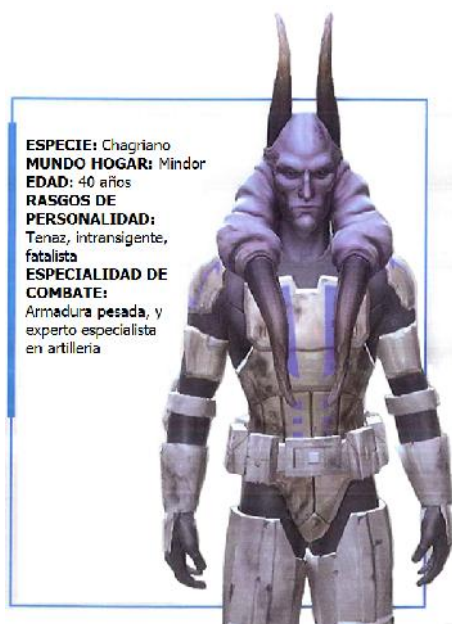 ESPECIE: Chagriano
MUNDO HOGAR: Mindor
EDAD: 40 años
RASGOS DE
PERSONALIDAD:
Tenaz, intransigente,
fatalista
ESPECIALIDAD DE
COMBATE:
Armadura pesada, y
experto especialista
en artilleria